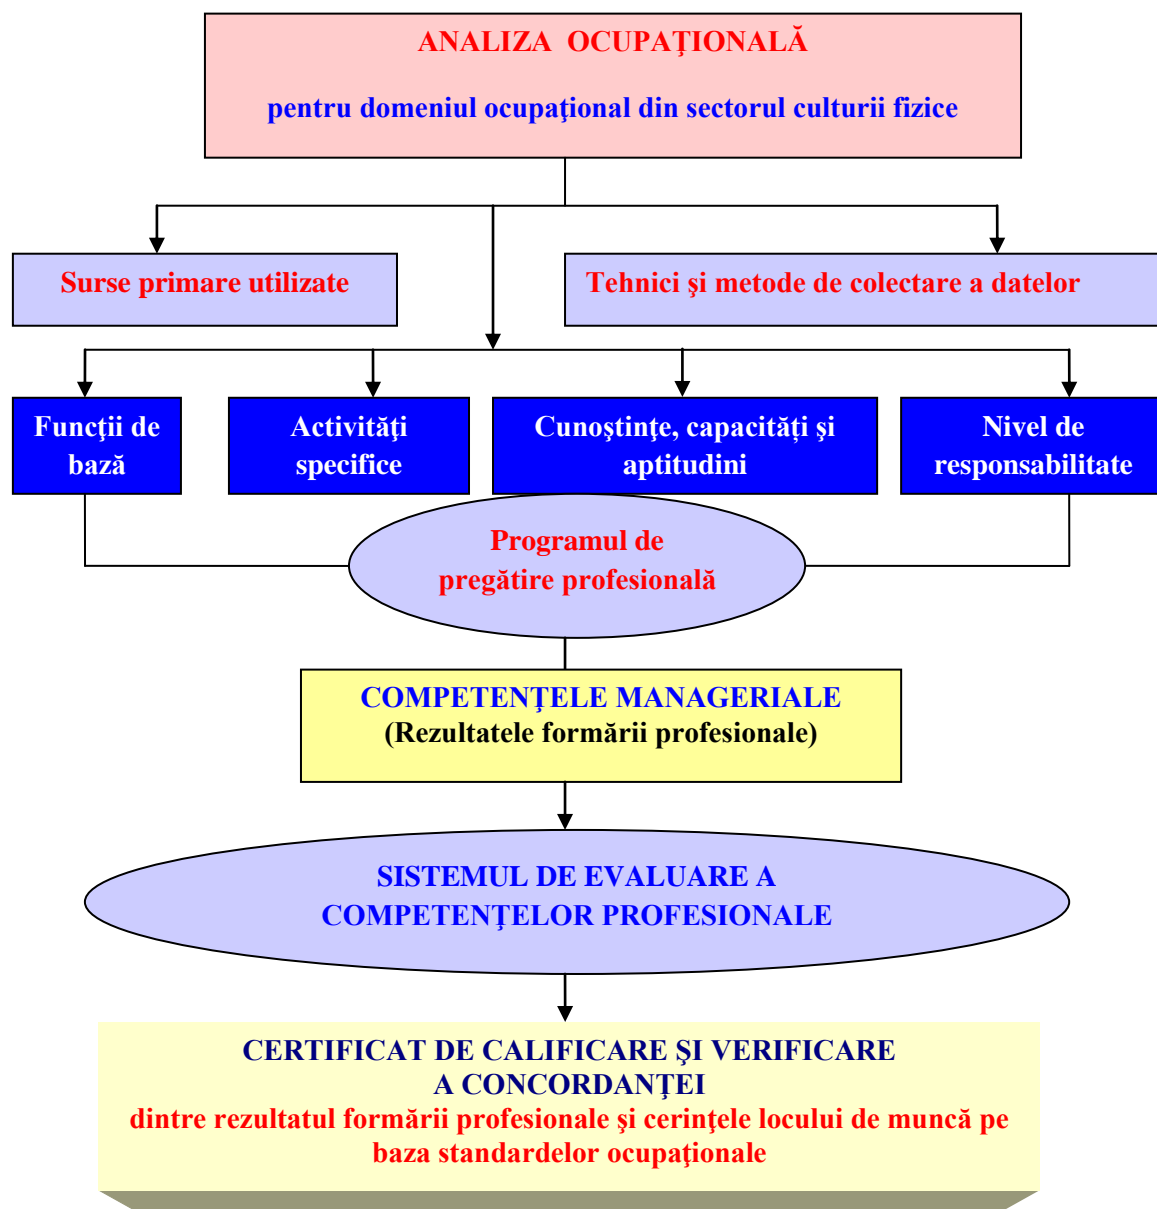 ANALIZA OCUPAŢIONALĂ
pentru domeniul ocupaţional din sectorul culturii fizice
Surse primare utilizate
Tehnici şi metode de colectare a datelor
Funcţii de
bază
Activităţi
specifice
Cunoştinţe, capacități şi
aptitudini
Nivel de
responsabilitate
Programul de
pregătire profesională
COMPETENŢELE MANAGERIALE
(Rezultatele formării profesionale)
SISTEMUL DE EVALUARE A
COMPETENŢELOR PROFESIONALE
CERTIFICAT DE CALIFICARE ŞI VERIFICARE
A CONCORDANŢEI
dintre rezultatul formării profesionale şi cerinţele locului de muncă pe
baza standardelor ocupaţionale